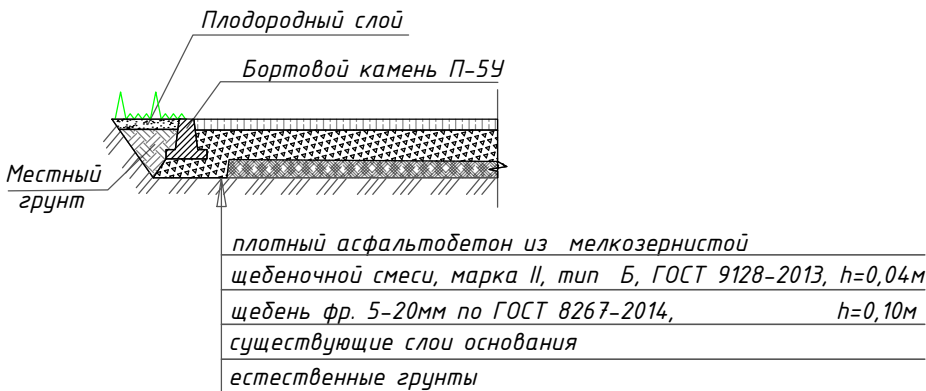 Плодородный слой
Бортовой камень П-5У
Местный
грунт
плотный асфальтобетон из мелкозернистой
щебеночной смеси, марка II, тип Б, ГОСТ 9128-2013, h=0,04м
щебень фр. 5-20мм по ГОСТ 8267-2014, h=0,10м
существующие слои основания
естественные грунты